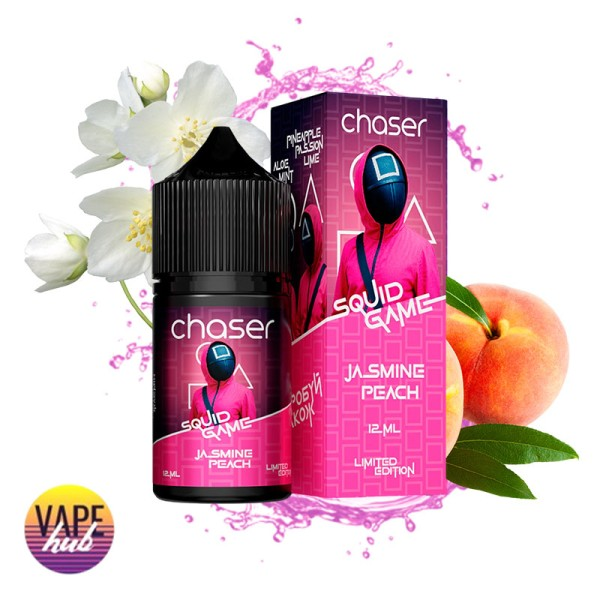 chaser
PINEAPPLE
PASSION
LIME
ALOE
MINT
SQUID
GAME
JASMINE
PEACH
12 ML
LIMITED
EDITION
chaser
SQUID
GAME
JASMINE
PEACH
12 ML
LIMITED
EDITION
VAPE
hub